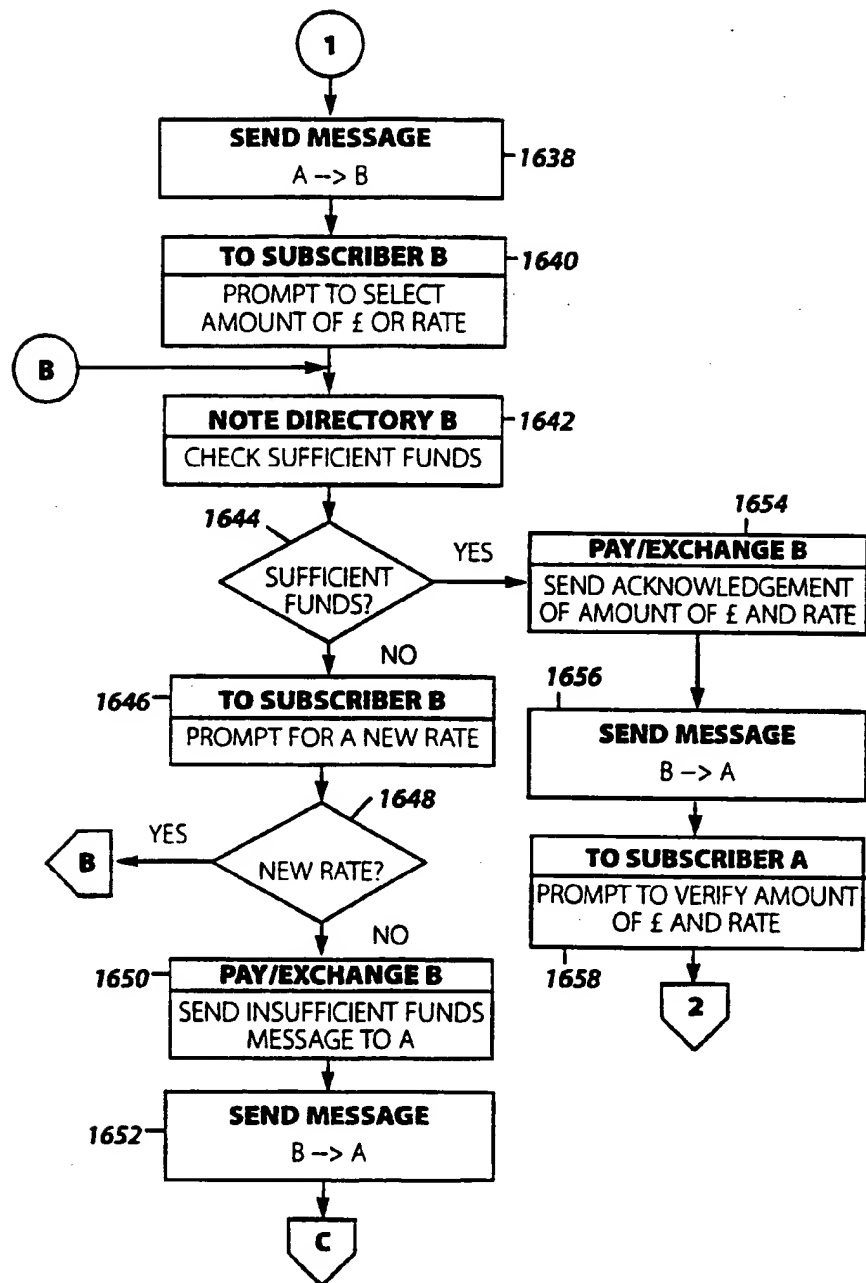 1
SEND MESSAGE
A --> B
1638
TO SUBSCRIBER B
1640
PROMPT TO SELECT
AMOUNT OF £ OR RATE
B
NOTE DIRECTORY B
1642
CHECK SUFFICIENT FUNDS
1644
SUFFICIENT
FUNDS?
YES
NO
1654
PAY/EXCHANGE B
SEND ACKNOWLEDGEMENT
OF AMOUNT OF £ AND RATE
1646
TO SUBSCRIBER B
PROMPT FOR A NEW RATE
1656
SEND MESSAGE
B --> A
1648
NEW RATE?
YES
B
NO
TO SUBSCRIBER A
PROMPT TO VERIFY AMOUNT
OF £ AND RATE
1658
2
1650
PAY/EXCHANGE B
SEND INSUFFICIENT FUNDS
MESSAGE TO A
1652
SEND MESSAGE
B --> A
C